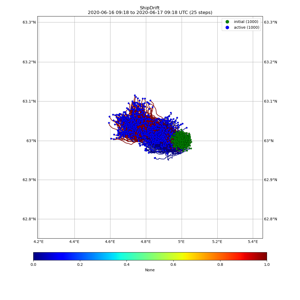 ShipDrift
2020-06-16 09:18 to 2020-06-17 09:18 UTC (25 steps)
initial (1000)
active (1000)
63.3°N 63.3°N
63.2°N 63.2°N
63.1°N 63.1°N
63°N 63°N
62.9°N 62.9°N
62.8°N 62.8°N
4.2°E 4.4°E 4.6°E 4.8°E 5°E 5.2°E 5.4°E
0.0 0.2 0.4 0.6 0.8 1.0
None